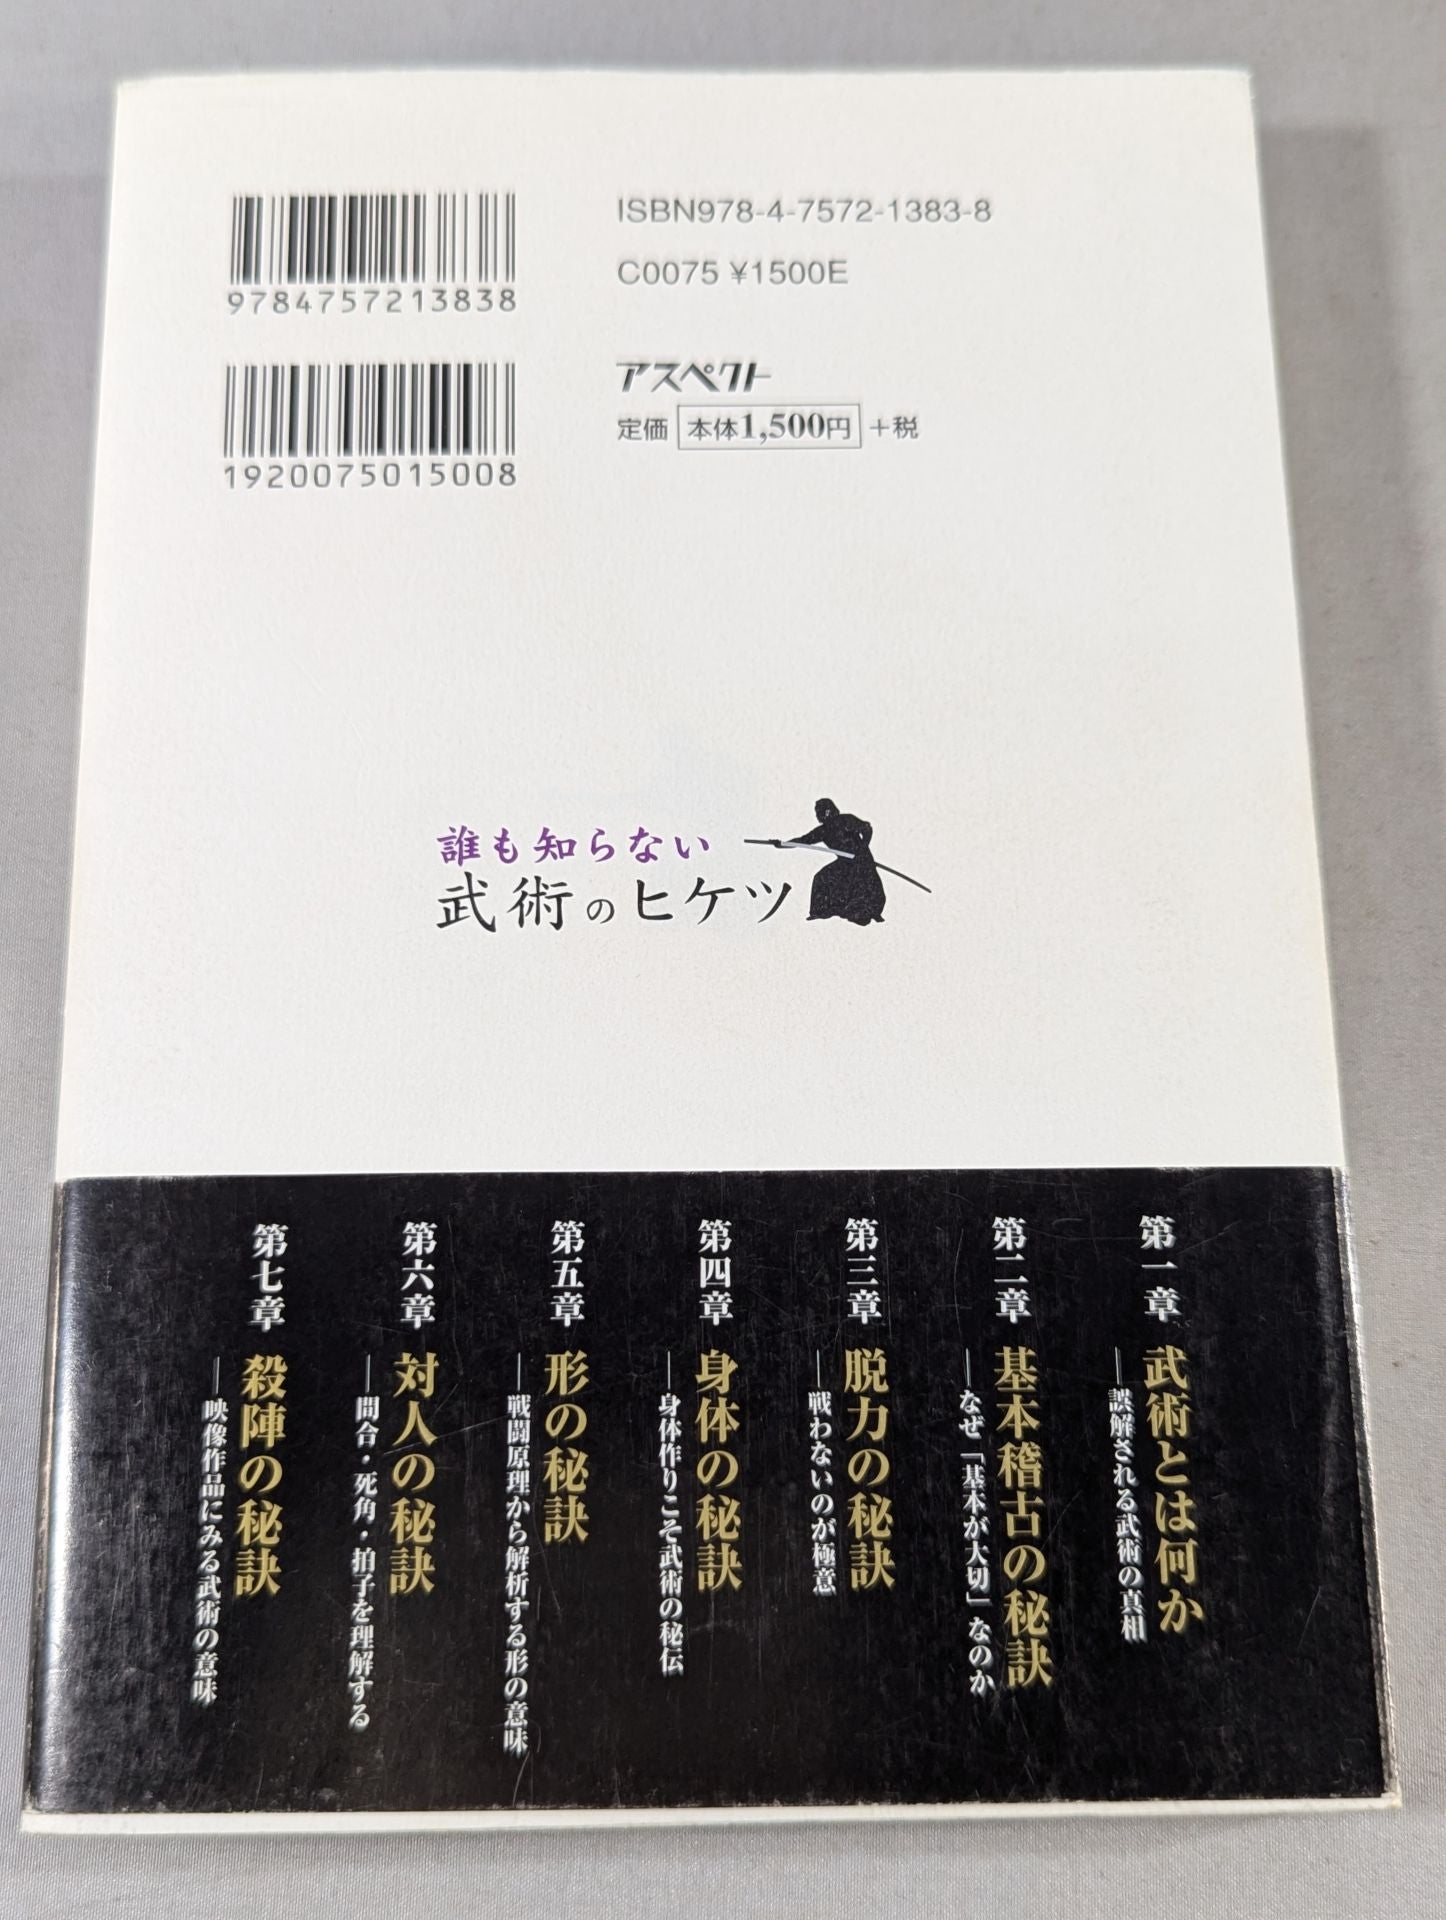 9784757213838
ISBN978-4-7572-1383-8
C0075 ¥1500E
1920075015008
アスペクト
定価 本体1,500円 +税
誰も知らない
武術のヒケツ
第一章 武術とは何か
―誤解される武術の真相
第二章 基本稽古の秘訣
―なぜ「基本が大切」なのか
第三章 脱力の秘訣
―戦わないのが極意
第四章 身体の秘訣
―身体作りこそ武術の秘伝
第五章 形の秘訣
―戦闘原理から解析する形の意味
第六章 対人の秘訣
―間合・死角・拍子を理解する
第七章 殺陣の秘訣
―映像作品にみる武術の意味